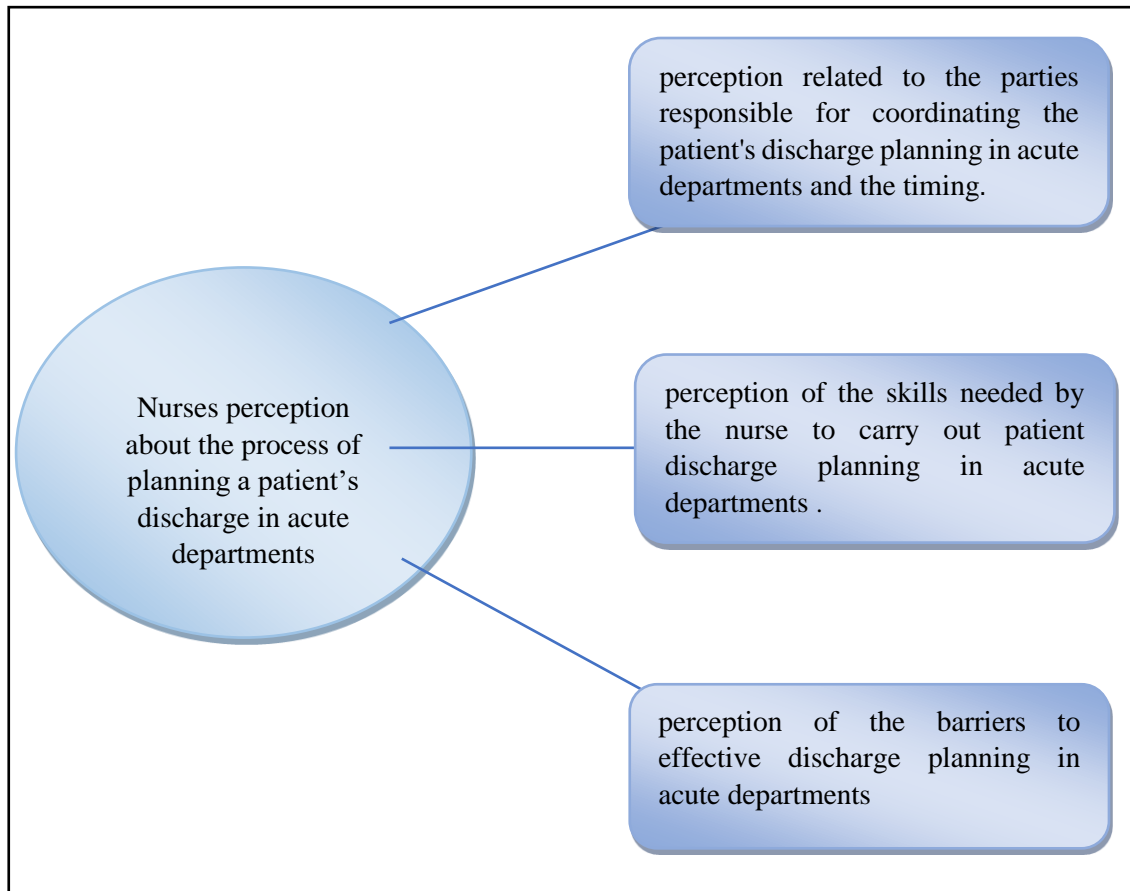 perception related to the parties
responsible for coordinating the
patient's discharge planning in acute
departments and the timing.
Nurses perception
about the process of
planning a patient’s
discharge in acute
departments
perception of the skills needed by
the nurse to carry out patient
discharge planning in acute
departments .
perception of the barriers to
effective discharge planning in
acute departments